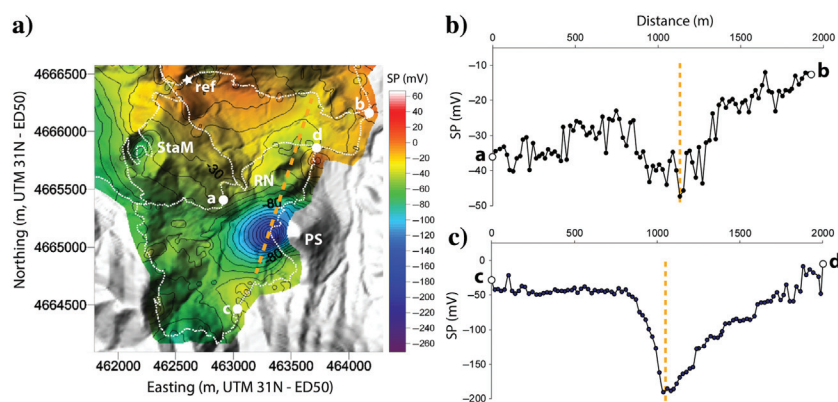 a)
4666500
4666000
4665500
4665000
4664500
Northing (m, UTM 31N - ED50)
462000 462500 463000 463500 464000
Easting (m, UTM 31N - ED50)
ref
b
StaM
d
-30
RN
a
-80
PS
-80
c
SP (mV)
60
40
20
0
-20
-40
-60
-80
-100
-120
-140
-160
-180
-200
-220
-240
-260
b)
Distance (m)
0 500 1000 1500 2000
SP (mV)
-10
-20
-30
-40
-50
a
b
c)
0 500 1000 1500 2000
SP (mV)
0
-50
-100
-150
-200
c
d